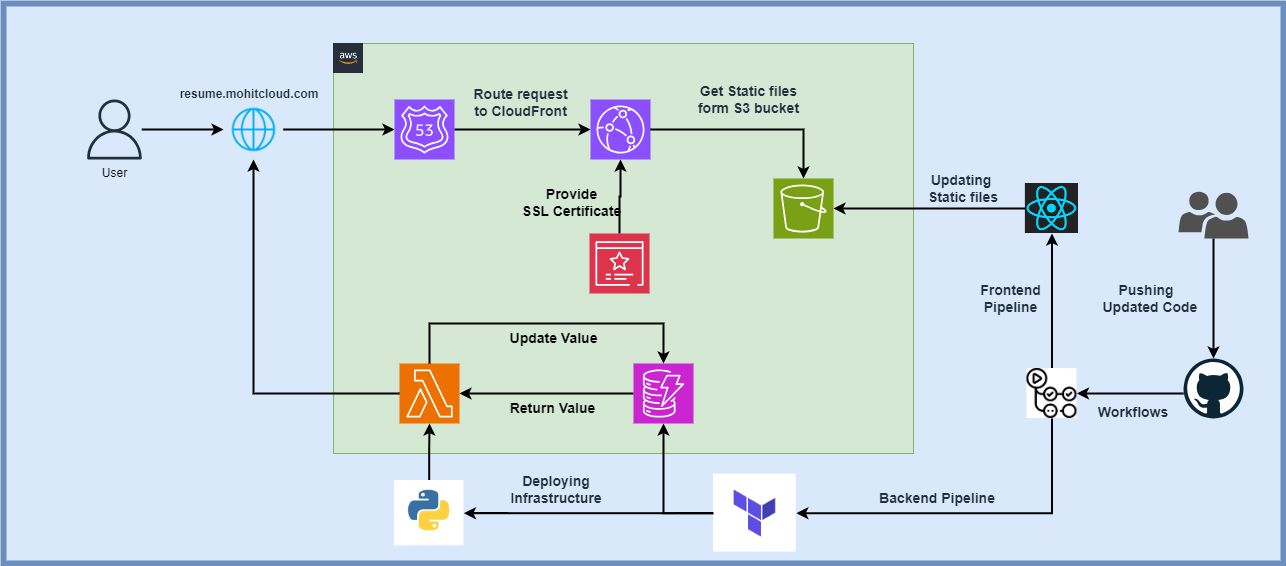 aws
resume.mohitcloud.com
Route request
to CloudFront
Get Static files
form S3 bucket
53
User
Provide
SSL Certificate
Updating
Static files
Frontend
Pipeline
Pushing
Updated Code
Update Value
Return Value
Workflows
Deploying
Infrastructure
Backend Pipeline